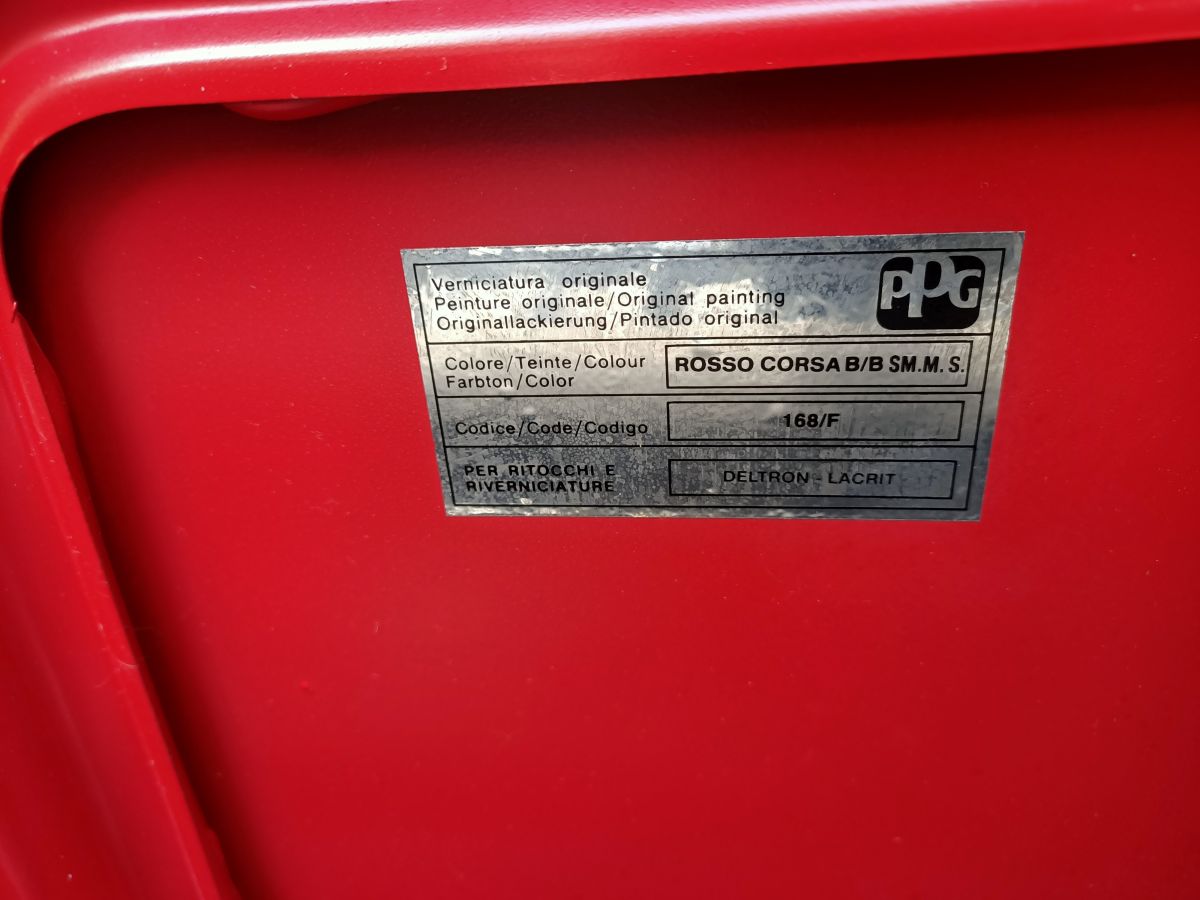 Verniciatura originale
Peinture originale/Original painting
Originallackierung/Pintado original
PPG
Colore/Teinte/Colour
Farbton/Color
ROSSO CORSA B/B SM.M. S.
Codice/Code/Codigo
168/F
PER RITOCCHI E
RIVERNICIATURE
DELTRON - LACRIT